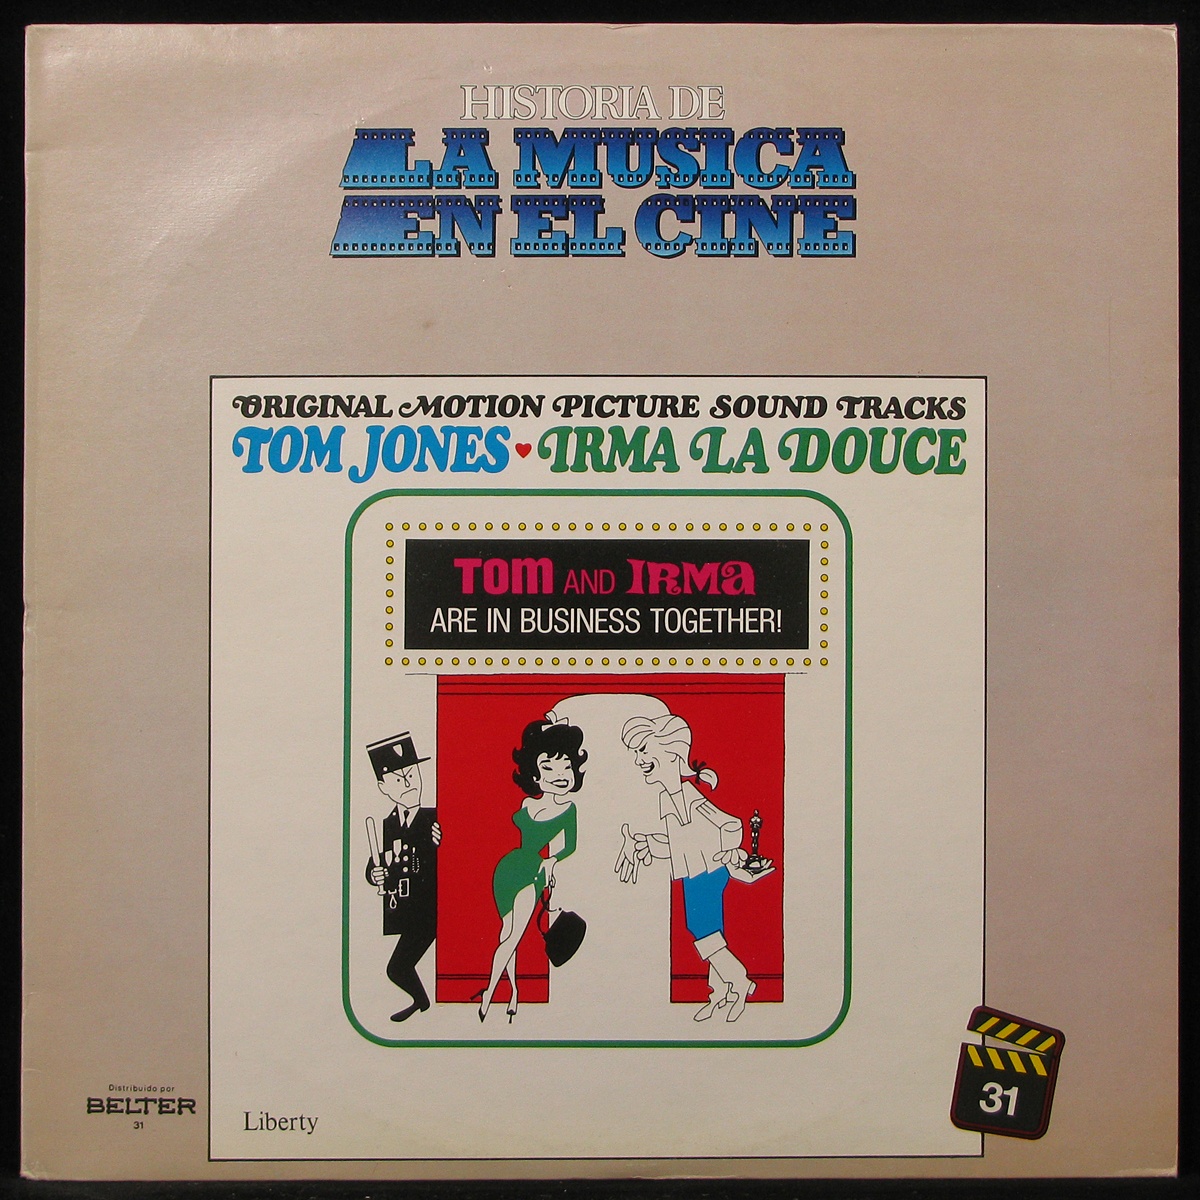 HISTORIA DE
LA MUSICA
EN EL CINE
ORIGINAL MOTION PICTURE SOUND TRACKS
TOM JONES ♥ IRMA LA DOUCE
TOM AND IRMA
ARE IN BUSINESS TOGETHER!
31
Distribuido por
BELTER
31
Liberty